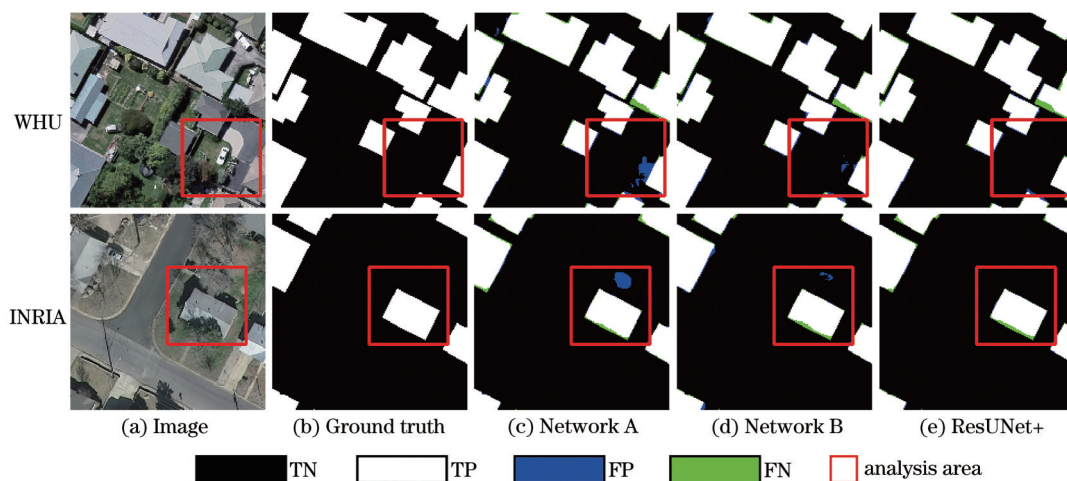 WHU
INRIA
(a) Image (b) Ground truth (c) Network A (d) Network B (e) ResUNet+
TN TP FP FN analysis area